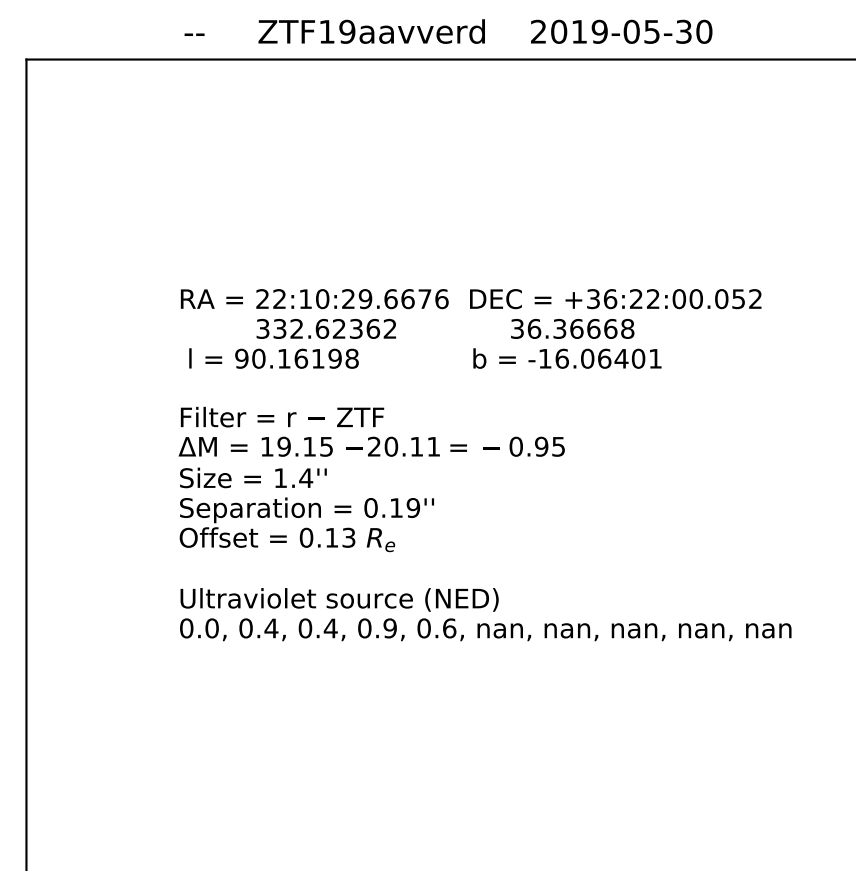 -- ZTF19aavverd 2019-05-30
RA = 22:10:29.6676 DEC = +36:22:00.052
332.62362 36.36668
l = 90.16198 b = -16.06401
Filter = r − ZTF
ΔM = 19.15 −20.11 = − 0.95
Size = 1.4''
Separation = 0.19''
Offset = 0.13 Rₑ
Ultraviolet source (NED)
0.0, 0.4, 0.4, 0.9, 0.6, nan, nan, nan, nan, nan